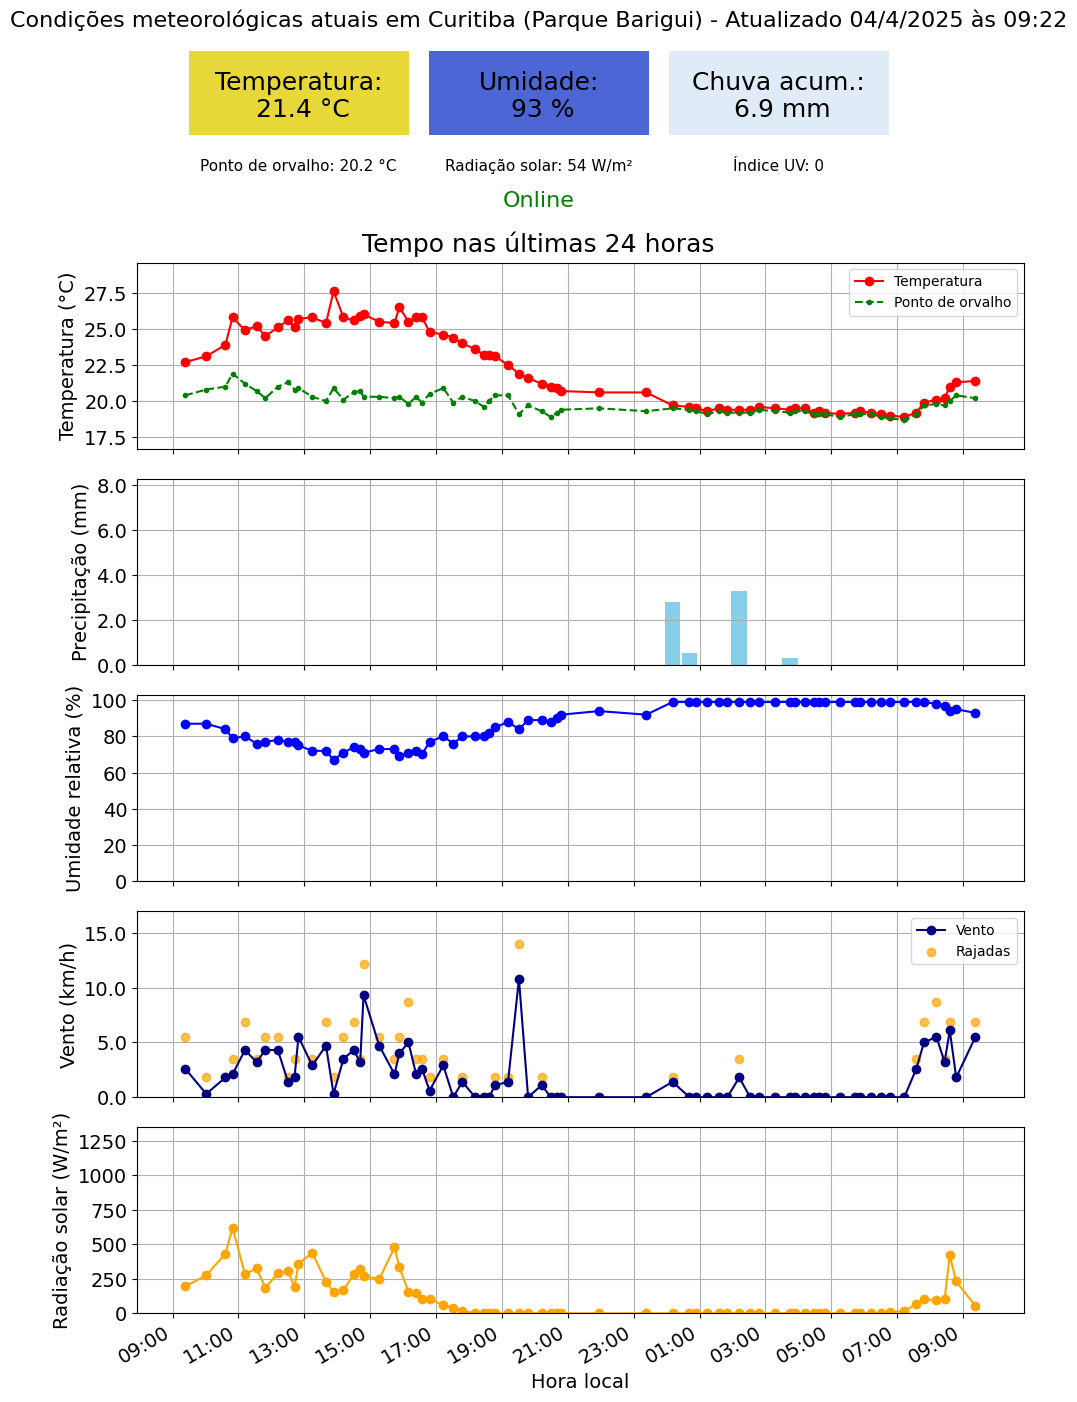 Condições meteorológicas atuais em Curitiba (Parque Barigui) - Atualizado 04/4/2025 às 09:22
Temperatura:
21.4 °C
Umidade:
93 %
Chuva acum.:
6.9 mm
Ponto de orvalho: 20.2 °C
Radiação solar: 54 W/m²
Índice UV: 0
Online
Tempo nas últimas 24 horas
Temperatura (°C)
27.5
25.0
22.5
20.0
17.5
Temperatura
Ponto de orvalho
Precipitação (mm)
8.0
6.0
4.0
2.0
0.0
Umidade relativa (%)
100
80
60
40
20
0
Vento (km/h)
15.0
10.0
5.0
0.0
Vento
Rajadas
Radiação solar (W/m²)
1250
1000
750
500
250
0
09:00
11:00
13:00
15:00
17:00
19:00
21:00
23:00
01:00
03:00
05:00
07:00
09:00
Hora local